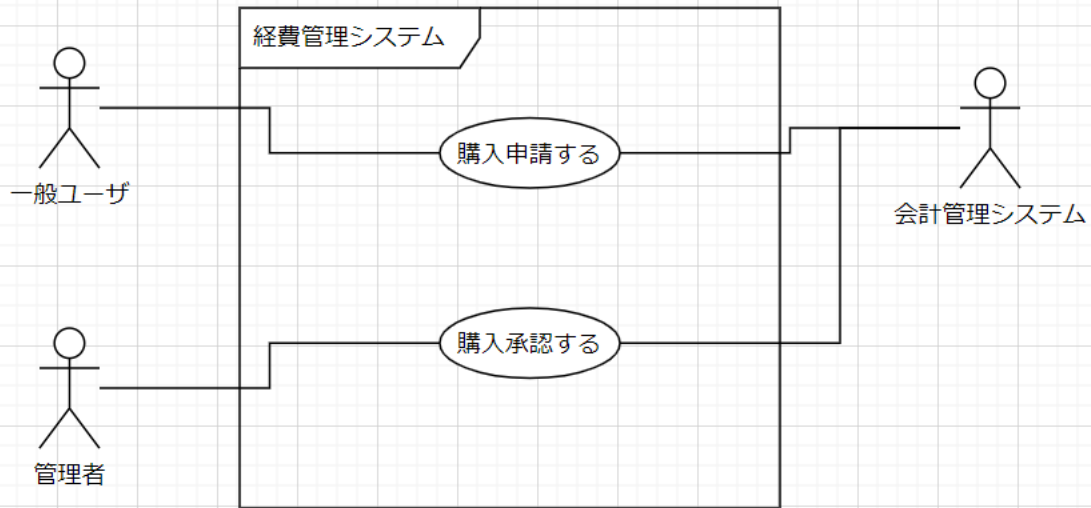 経費管理システム
購入申請する
一般ユーザ
会計管理システム
購入承認する
管理者